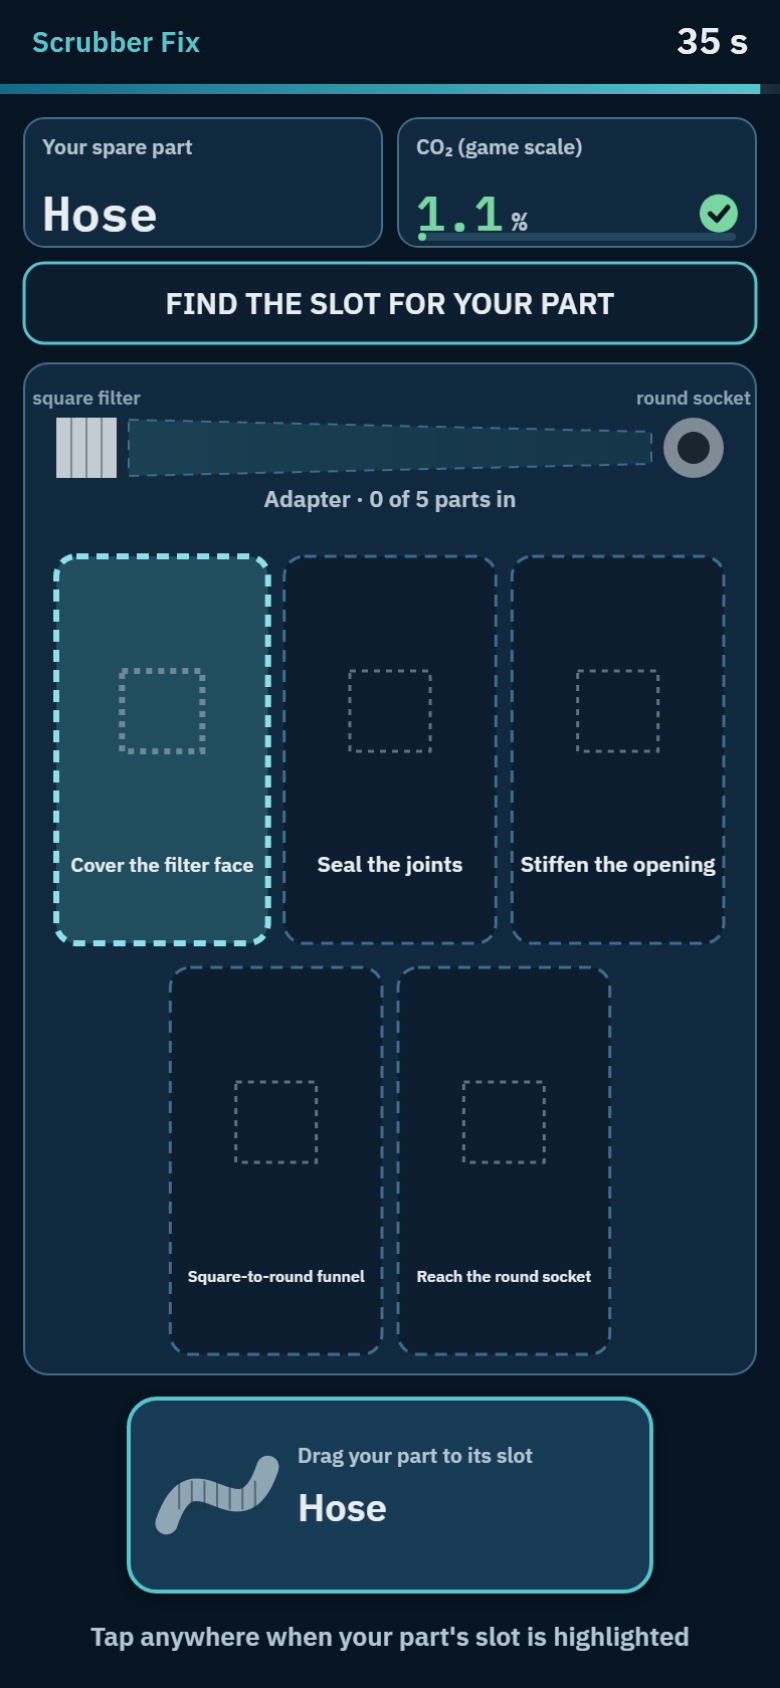 Scrubber Fix
35 s
Your spare part
Hose
CO₂ (game scale)
1.1 %
FIND THE SLOT FOR YOUR PART
square filter
round socket
Adapter · 0 of 5 parts in
Cover the filter face
Seal the joints
Stiffen the opening
Square-to-round funnel
Reach the round socket
Drag your part to its slot
Hose
Tap anywhere when your part's slot is highlighted